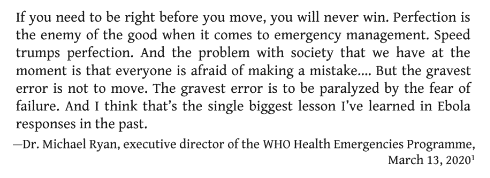 If you need to be right before you move, you will never win. Perfection is
the enemy of the good when it comes to emergency management. Speed
trumps perfection. And the problem with society that we have at the
moment is that everyone is afraid of making a mistake.... But the gravest
error is not to move. The gravest error is to be paralyzed by the fear of
failure. And I think that’s the single biggest lesson I've learned in Ebola
responses in the past.
—Dr. Michael Ryan, executive director of the WHO Health Emergencies Programme,
March 13, 2020¹